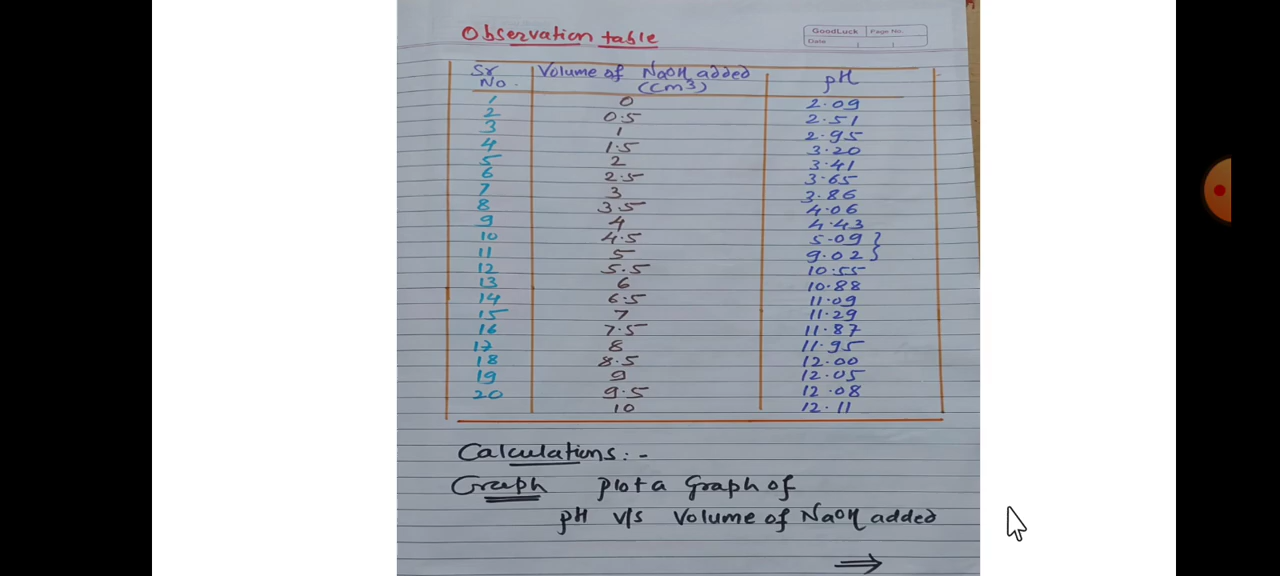 Observation table
GoodLuck Page No.
Date
Sr No. Volume of NaOH added (cm3) pH
1 0 2.09
2 0.5 2.51
3 1 2.95
4 1.5 3.20
5 2 3.41
6 2.5 3.65
7 3 3.86
8 3.5 4.06
9 4 4.43
10 4.5 5.09 }
11 5 9.02 }
12 5.5 10.55
13 6 10.88
14 6.5 11.09
15 7 11.29
16 7.5 11.87
17 8 11.95
18 8.5 12.00
19 9 12.05
20 9.5 12.08
10 12.11
Calculations:-
Graph plot a Graph of
pH v/s Volume of NaOH added
⇒